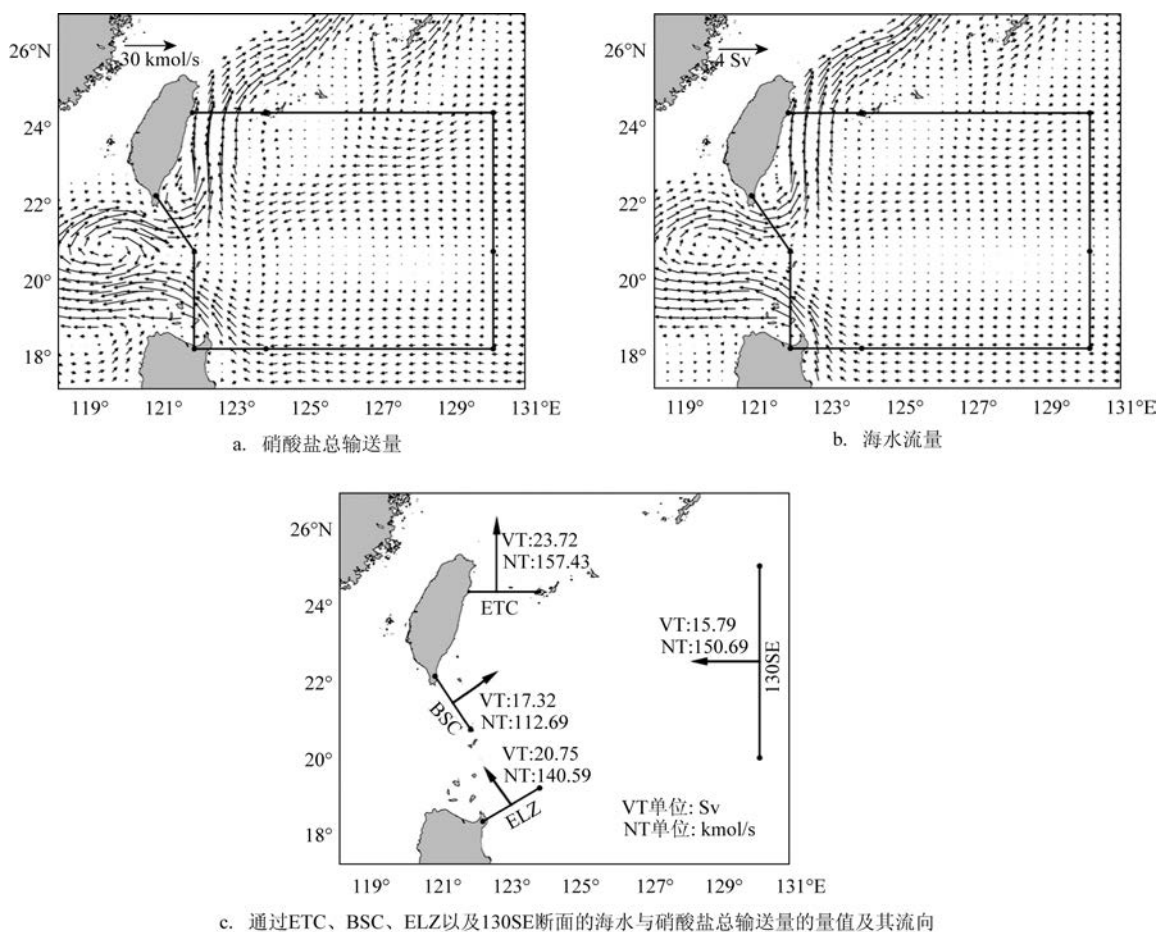 26°N
24°
22°
20°
18°
30 kmol/s
119°
121°
123°
125°
127°
129°
131°E
a. 硝酸盐总输送量
26°N
24°
22°
20°
18°
4 Sv
119°
121°
123°
125°
127°
129°
131°E
b. 海水流量
26°N
24°
22°
20°
18°
VT:23.72
NT:157.43
ETC
VT:15.79
NT:150.69
130SE
VT:17.32
NT:112.69
BSC
VT:20.75
NT:140.59
ELZ
VT单位: Sv
NT单位: kmol/s
119°
121°
123°
125°
127°
129°
131°E
c. 通过ETC、BSC、ELZ以及130SE断面的海水与硝酸盐总输送量的量值及其流向